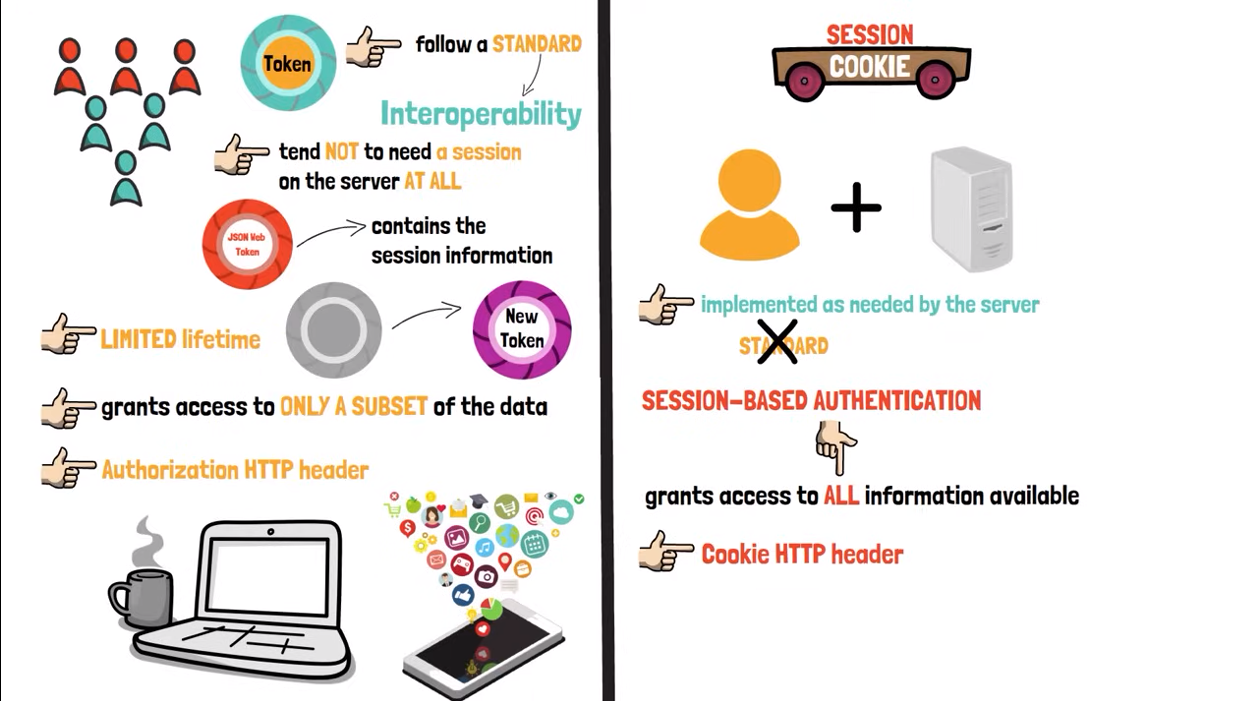 Token
follow a STANDARD
Interoperability
tend NOT to need a session
on the server AT ALL
JSON Web
Token
contains the
session information
LIMITED lifetime
New
Token
grants access to ONLY A SUBSET of the data
Authorization HTTP header
SESSION
COOKIE
implemented as needed by the server
STANDARD
SESSION-BASED AUTHENTICATION
grants access to ALL information available
Cookie HTTP header